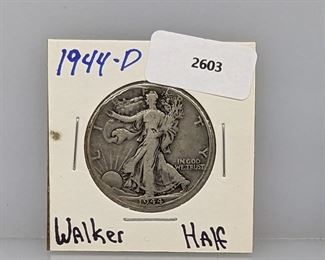 1944-D
2603
LIBERTY
IN GOD
WE TRUST
1944
Walker Half